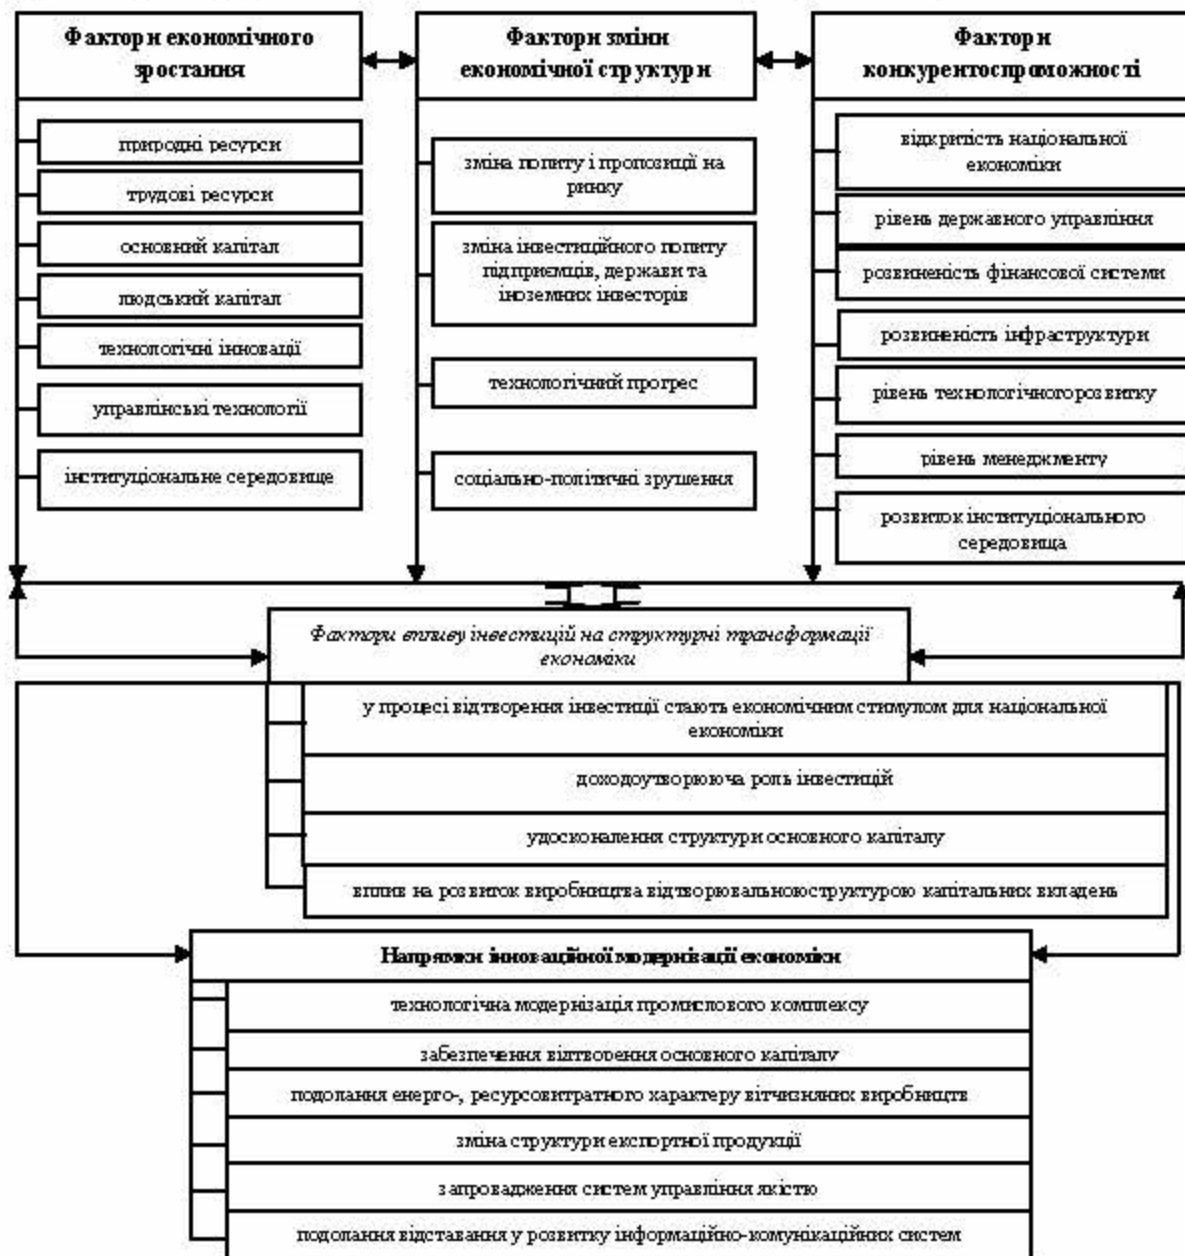 Фактори економічного
зростання
Фактори зміни
економічної структури
Фактори
конкурентоспроможності
природні ресурси
трудові ресурси
основний капітал
людський капітал
технологічні інновації
управлінські технології
інституціональне середовище
зміна попиту і пропозиції на
ринку
зміна інвестиційного попиту
підприємців, держави та
іноземних інвесторів
технологічний прогрес
соціально-політичні зрушення
відкритість національної
економіки
рівень державного управління
розвиненість фінансової системи
розвиненість інфраструктури
рівень технологічногорозвитку
рівень менеджменту
розвиток інституціонального
середовища
Фактори впливу інвестицій на структурні трансформації
економіки
у процесі відтворення інвестиції стають економічним стимулом для національної
економіки
доходоутворююча роль інвестицій
удосконалення структури основного капіталу
вплив на розвиток виробництва відтворювальноюструктурою капітальних вкладень
Напрямки інноваційної модернізації економіки
технологічна модернізація промислового комплексу
забезпечення відтворення основного капіталу
подолання енерго-, ресурсовитратного характеру вітчизняних виробництв
зміна структури експортної продукції
запровадження систем управління якістю
подолання відставання у розвитку інформаційно-комунікаційних систем